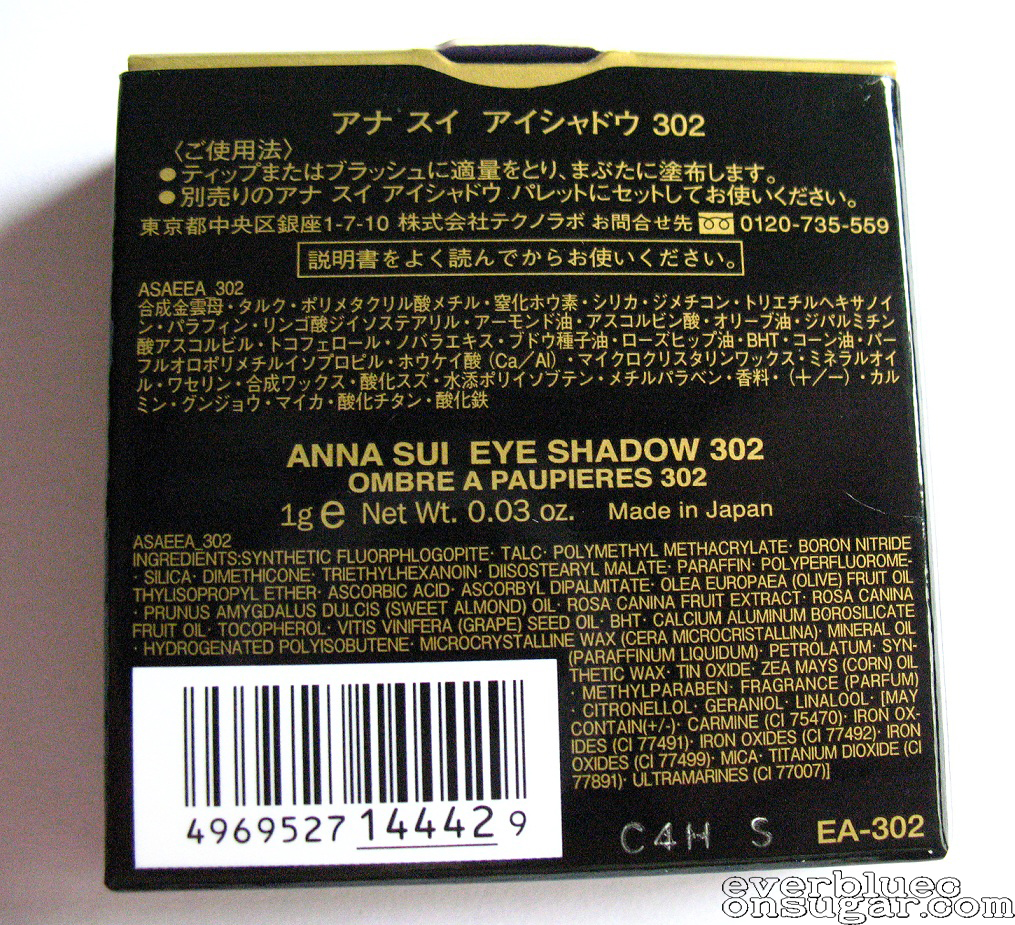 アナ スイ アイシャドウ 302
〈ご使用法〉
●ティップまたはブラッシュに適量をとり、まぶたに塗布します。
●別売りのアナ スイ アイシャドウ パレットにセットしてお使いください。
東京都中央区銀座1-7-10 株式会社テクノラボ お問合せ先 0120-735-559
説明書をよく読んでからお使いください。
ASAEEA_302
合成金雲母・タルク・ポリメタクリル酸メチル・窒化ホウ素・シリカ・ジメチコン・トリエチルヘキサノイ
ン・パラフィン・リンゴ酸ジイソステアリル・アーモンド油・アスコルビン酸・オリーブ油・ジパルミチン
酸アスコルビル・トコフェロール・ノバラエキス・ブドウ種子油・ローズヒップ油・BHT・コーン油・パー
フルオロポリメチルイソプロピル・ホウケイ酸（Ca／Al）・マイクロクリスタリンワックス・ミネラルオイ
ル・ワセリン・合成ワックス・酸化スズ・水添ポリイソブテン・メチルパラベン・香料・（＋／－）・カル
ミン・グンジョウ・マイカ・酸化チタン・酸化鉄
ANNA SUI EYE SHADOW 302
OMBRE A PAUPIERES 302
1g e Net Wt. 0.03 oz. Made in Japan
ASAEEA_302
INGREDIENTS:SYNTHETIC FLUORPHLOGOPITE· TALC· POLYMETHYL METHACRYLATE· BORON NITRIDE
· SILICA· DIMETHICONE· TRIETHYLHEXANOIN· DIISOSTEARYL MALATE· PARAFFIN· POLYPERFLUOROME-
THYLISOPROPYL ETHER· ASCORBIC ACID· ASCORBYL DIPALMITATE· OLEA EUROPAEA (OLIVE) FRUIT OIL
· PRUNUS AMYGDALUS DULCIS (SWEET ALMOND) OIL· ROSA CANINA FRUIT EXTRACT· ROSA CANINA
FRUIT OIL· TOCOPHEROL· VITIS VINIFERA (GRAPE) SEED OIL· BHT· CALCIUM ALUMINUM BOROSILICATE
· HYDROGENATED POLYISOBUTENE· MICROCRYSTALLINE WAX (CERA MICROCRISTALLINA)· MINERAL OIL
(PARAFFINUM LIQUIDUM)· PETROLATUM· SYN-
THETIC WAX· TIN OXIDE· ZEA MAYS (CORN) OIL
· METHYLPARABEN· FRAGRANCE (PARFUM)
· CITRONELLOL· GERANIOL· LINALOOL· [MAY
CONTAIN(+/-)· CARMINE (CI 75470)· IRON OX-
IDES (CI 77491)· IRON OXIDES (CI 77492)· IRON
OXIDES (CI 77499)· MICA· TITANIUM DIOXIDE (CI
77891)· ULTRAMARINES (CI 77007)]
4969527144429
C4H S EA-302
everbluec
onsugar.com